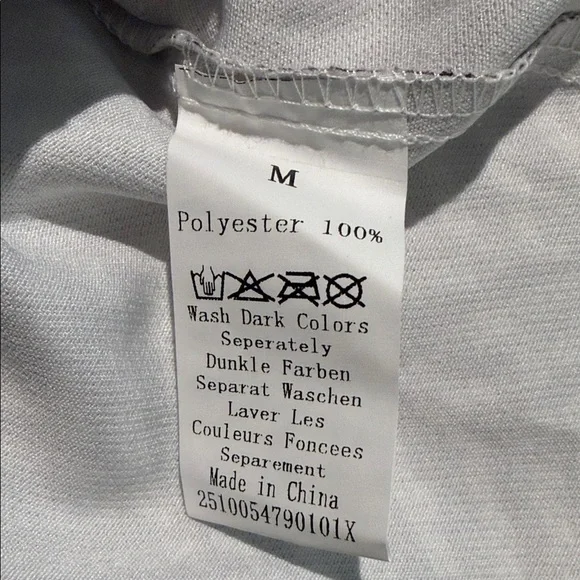 M
Polyester 100%
Wash Dark Colors
Seperately
Dunkle Farben
Separat Waschen
Laver Les
Couleurs Foncees
Separement
Made in China
2510054790101X